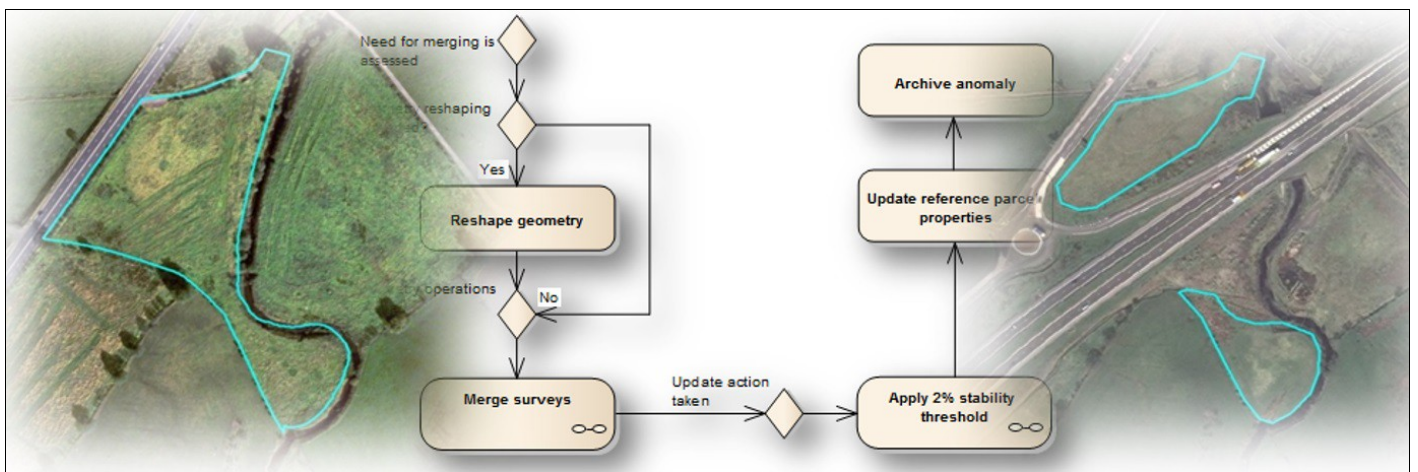 Need for merging is
assessed
reshaping
Yes
Reshape geometry
operations
No
Merge surveys
Update action
taken
Apply 2% stability
threshold
Update reference parcel
properties
Archive anomaly